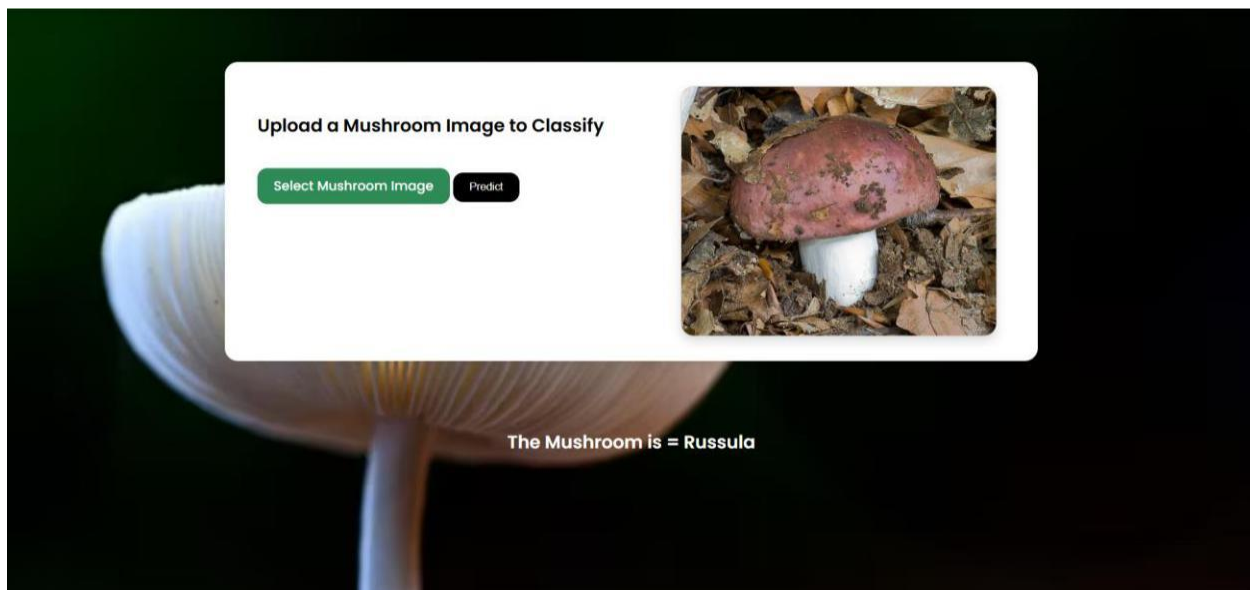 Upload a Mushroom Image to Classify
Select Mushroom Image Predict
The Mushroom is = Russula